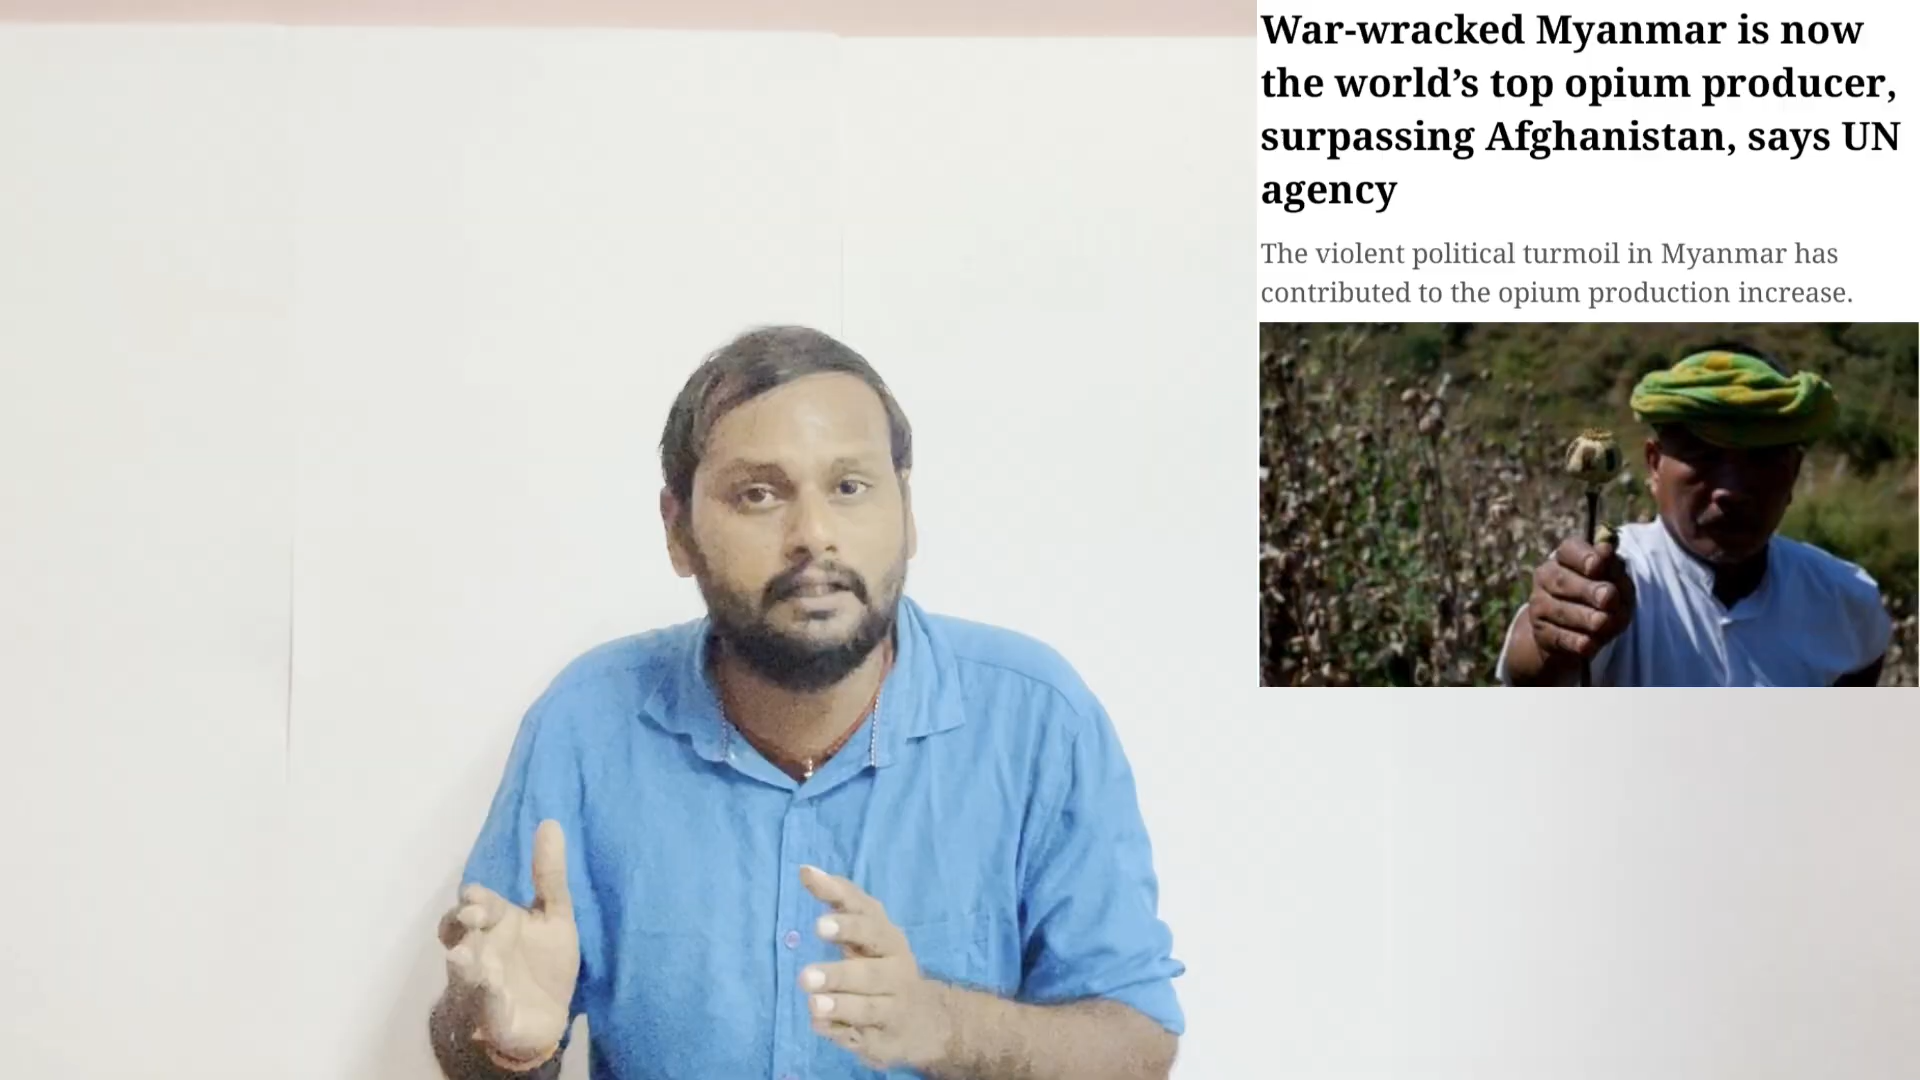 War-wracked Myanmar is now
the world’s top opium producer,
surpassing Afghanistan, says UN
agency
The violent political turmoil in Myanmar has
contributed to the opium production increase.